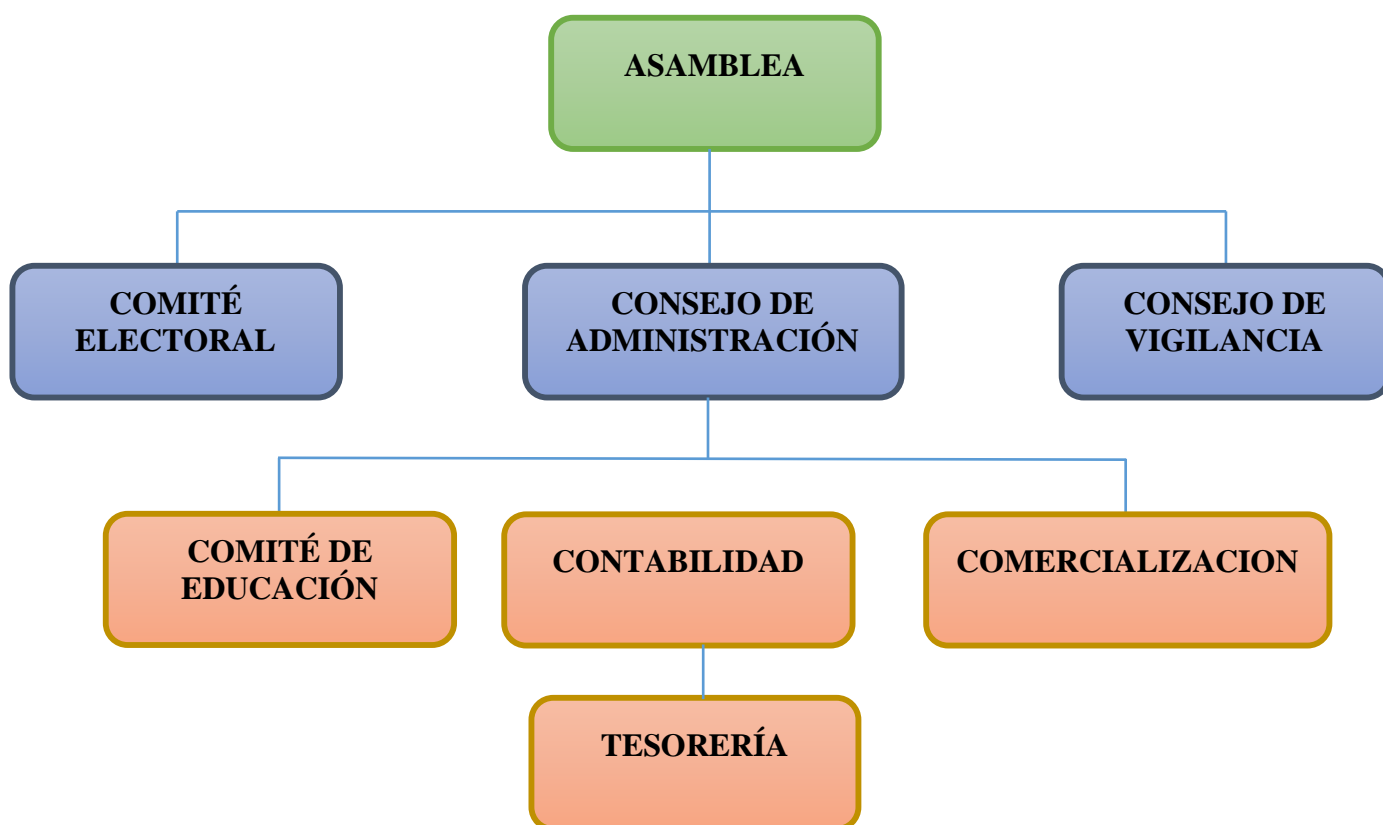 ASAMBLEA
COMITÉ
ELECTORAL
CONSEJO DE
ADMINISTRACIÓN
CONSEJO DE
VIGILANCIA
COMITÉ DE
EDUCACIÓN
CONTABILIDAD
COMERCIALIZACION
TESORERÍA